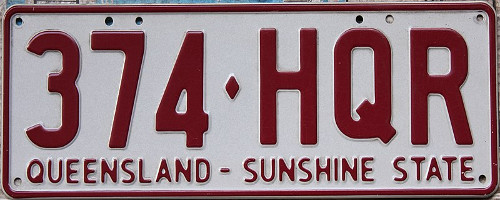 374♦HQR
QUEENSLAND - SUNSHINE STATE